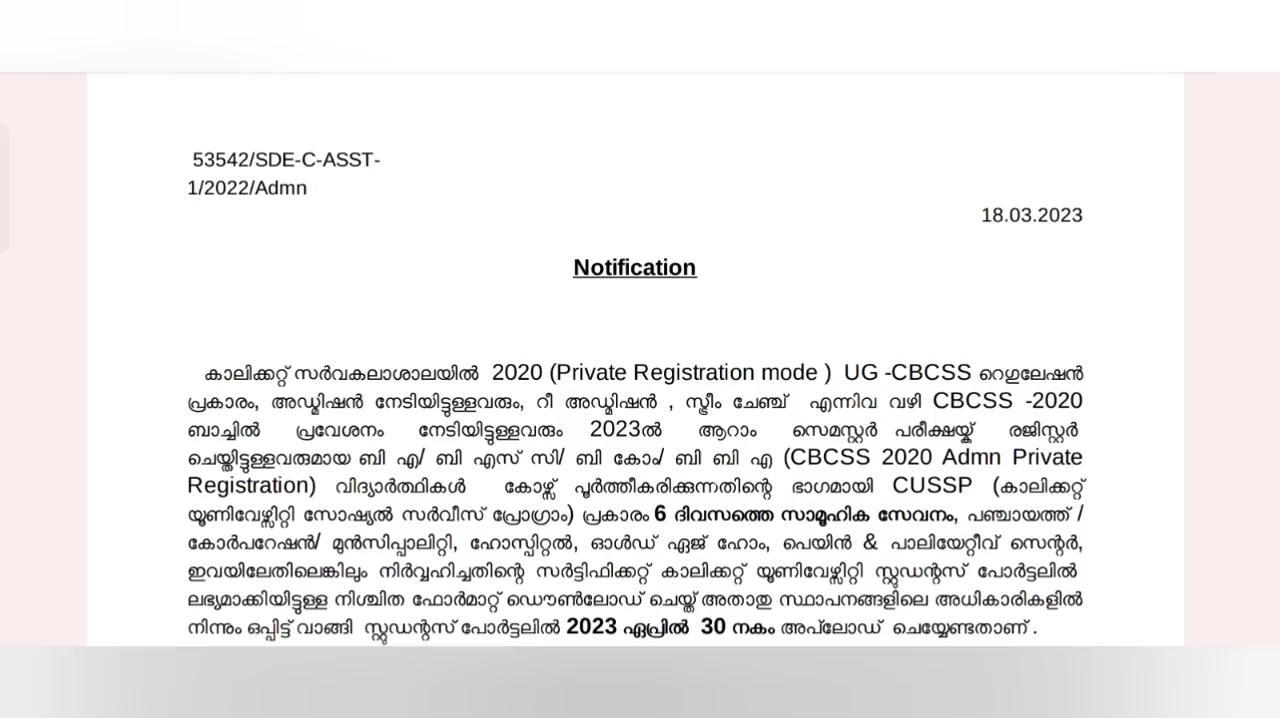 53542/SDE-C-ASST-
1/2022/Admn
18.03.2023
Notification
കാലിക്കറ്റ് സർവകലാശാലയിൽ 2020 (Private Registration mode ) UG -CBCSS റെഗുലേഷൻ
പ്രകാരം, അഡ്മിഷൻ നേടിയിട്ടുള്ളവരും, റീ അഡ്മിഷൻ , സ്ട്രീം ചേഞ്ച് എന്നിവ വഴി CBCSS -2020
ബാച്ചിൽ പ്രവേശനം നേടിയിട്ടുള്ളവരും 2023ൽ ആറാം സെമസ്റ്റർ പരീക്ഷയ്ക്ക് രജിസ്റ്റർ
ചെയ്തിട്ടുള്ളവരുമായ ബി എ/ ബി എസ് സി/ ബി കോം/ ബി ബി എ (CBCSS 2020 Admn Private
Registration) വിദ്യാർത്ഥികൾ കോഴ്സ് പൂർത്തീകരിക്കുന്നതിന്റെ ഭാഗമായി CUSSP (കാലിക്കറ്റ്
യൂണിവേഴ്സിറ്റി സോഷ്യൽ സർവീസ് പ്രോഗ്രാം) പ്രകാരം 6 ദിവസത്തെ സാമൂഹിക സേവനം, പഞ്ചായത്ത് /
കോർപറേഷൻ/ മുൻസിപ്പാലിറ്റി, ഹോസ്പിറ്റൽ, ഓൾഡ് ഏജ് ഹോം, പെയിൻ & പാലിയേറ്റീവ് സെന്റർ,
ഇവയിലേതിലെങ്കിലും നിർവ്വഹിച്ചതിന്റെ സർട്ടിഫിക്കറ്റ് കാലിക്കറ്റ് യൂണിവേഴ്സിറ്റി സ്റ്റുഡന്റസ് പോർട്ടലിൽ
ലഭ്യമാക്കിയിട്ടുള്ള നിശ്ചിത ഫോർമാറ്റ് ഡൌൺലോഡ് ചെയ്ത് അതാതു സ്ഥാപനങ്ങളിലെ അധികാരികളിൽ
നിന്നും ഒപ്പിട്ട് വാങ്ങി സ്റ്റുഡന്റസ് പോർട്ടലിൽ 2023 ഏപ്രിൽ 30 നകം അപ്‌ലോഡ് ചെയ്യേണ്ടതാണ് .